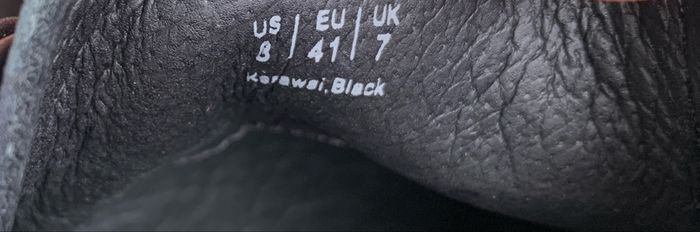 US | EU | UK
8 | 41 | 7
Karawai.Black